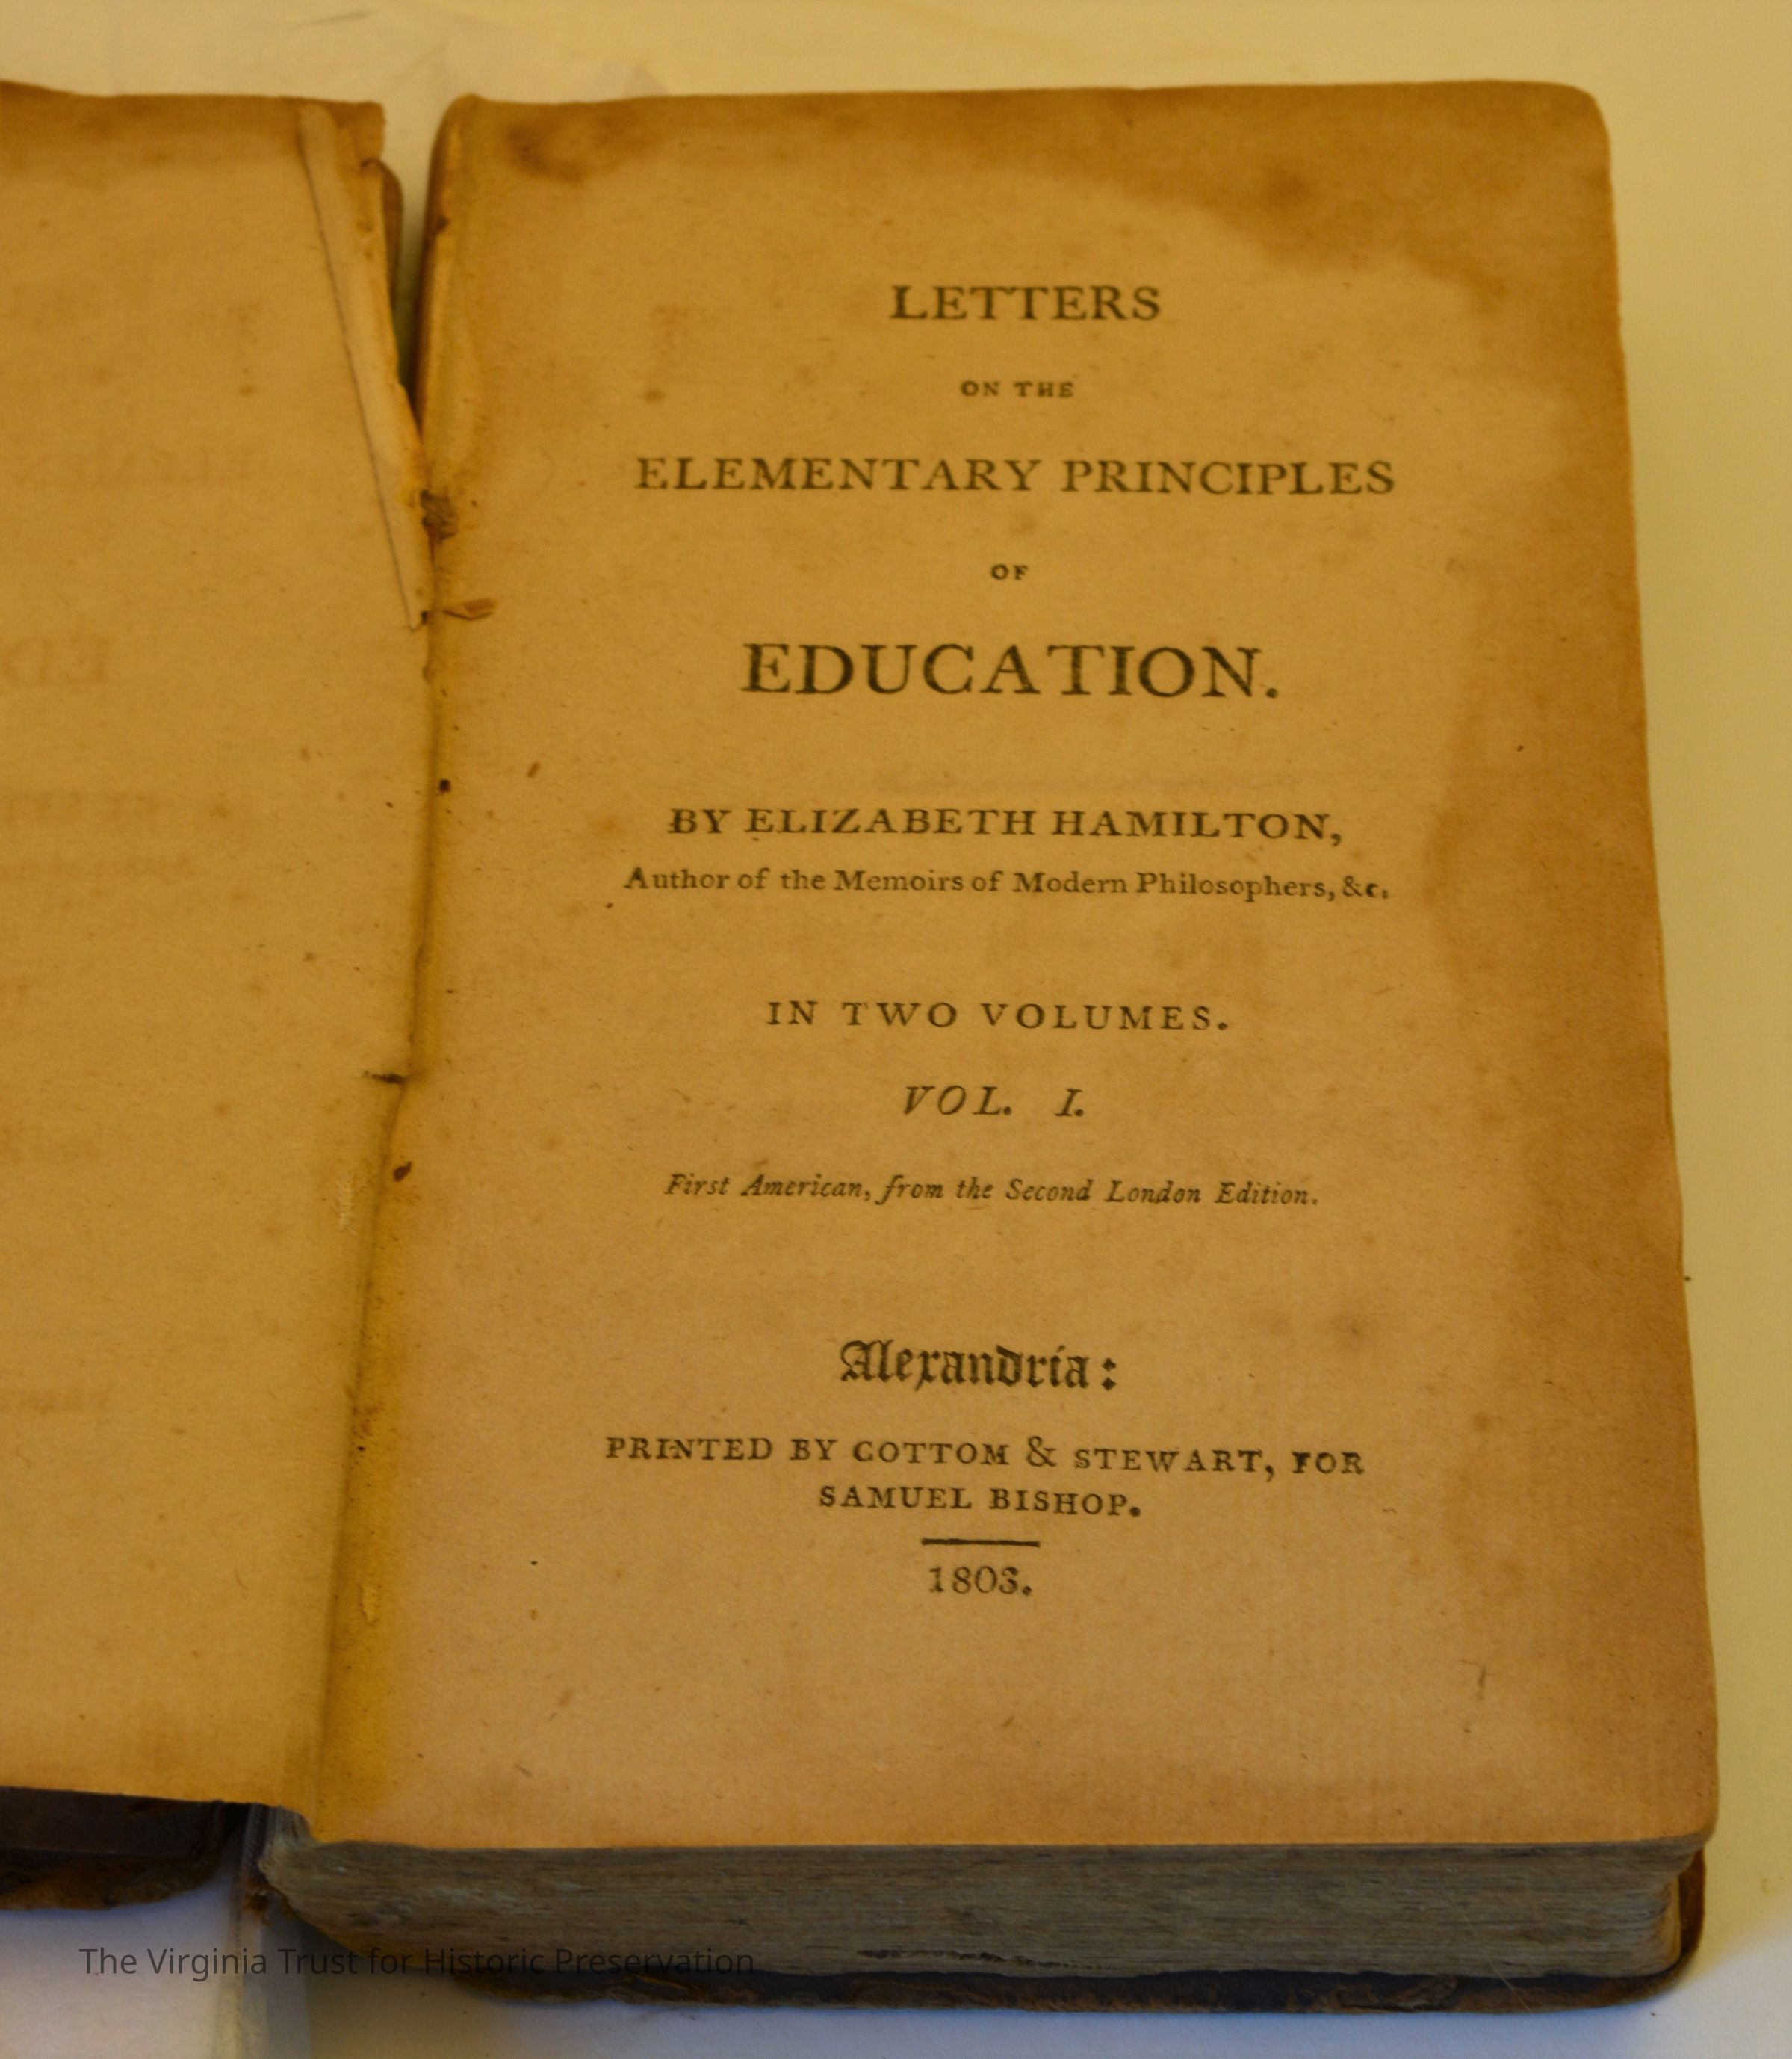 LETTERS
ON THE
ELEMENTARY PRINCIPLES
OF
EDUCATION.
BY ELIZABETH HAMILTON,
Author of the Memoirs of Modern Philosophers, &c.
IN TWO VOLUMES.
VOL. I.
First American, from the Second London Edition.
Alexandria:
PRINTED BY COTTOM & STEWART, FOR
SAMUEL BISHOP.
1803.
The Virginia Trust for Historic Preservation